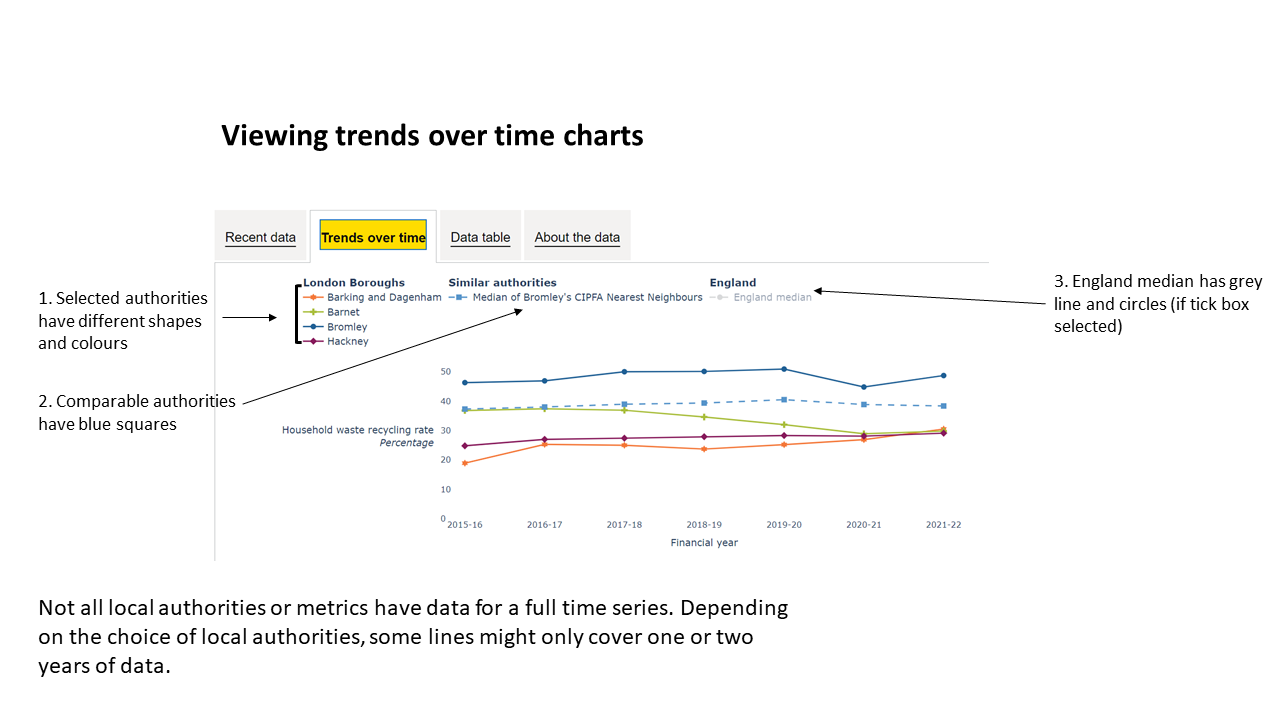 Viewing trends over time charts
Recent data
Trends over time
Data table
About the data
London Boroughs
Barking and Dagenham
Barnet
Bromley
Hackney
Similar authorities
Median of Bromley's CIPFA Nearest Neighbours
England
England median
1. Selected authorities
have different shapes
and colours
2. Comparable authorities
have blue squares
3. England median has grey
line and circles (if tick box
selected)
Household waste recycling rate
Percentage
50
40
30
20
10
0
2015-16
2016-17
2017-18
2018-19
2019-20
2020-21
2021-22
Financial year
Not all local authorities or metrics have data for a full time series. Depending
on the choice of local authorities, some lines might only cover one or two
years of data.